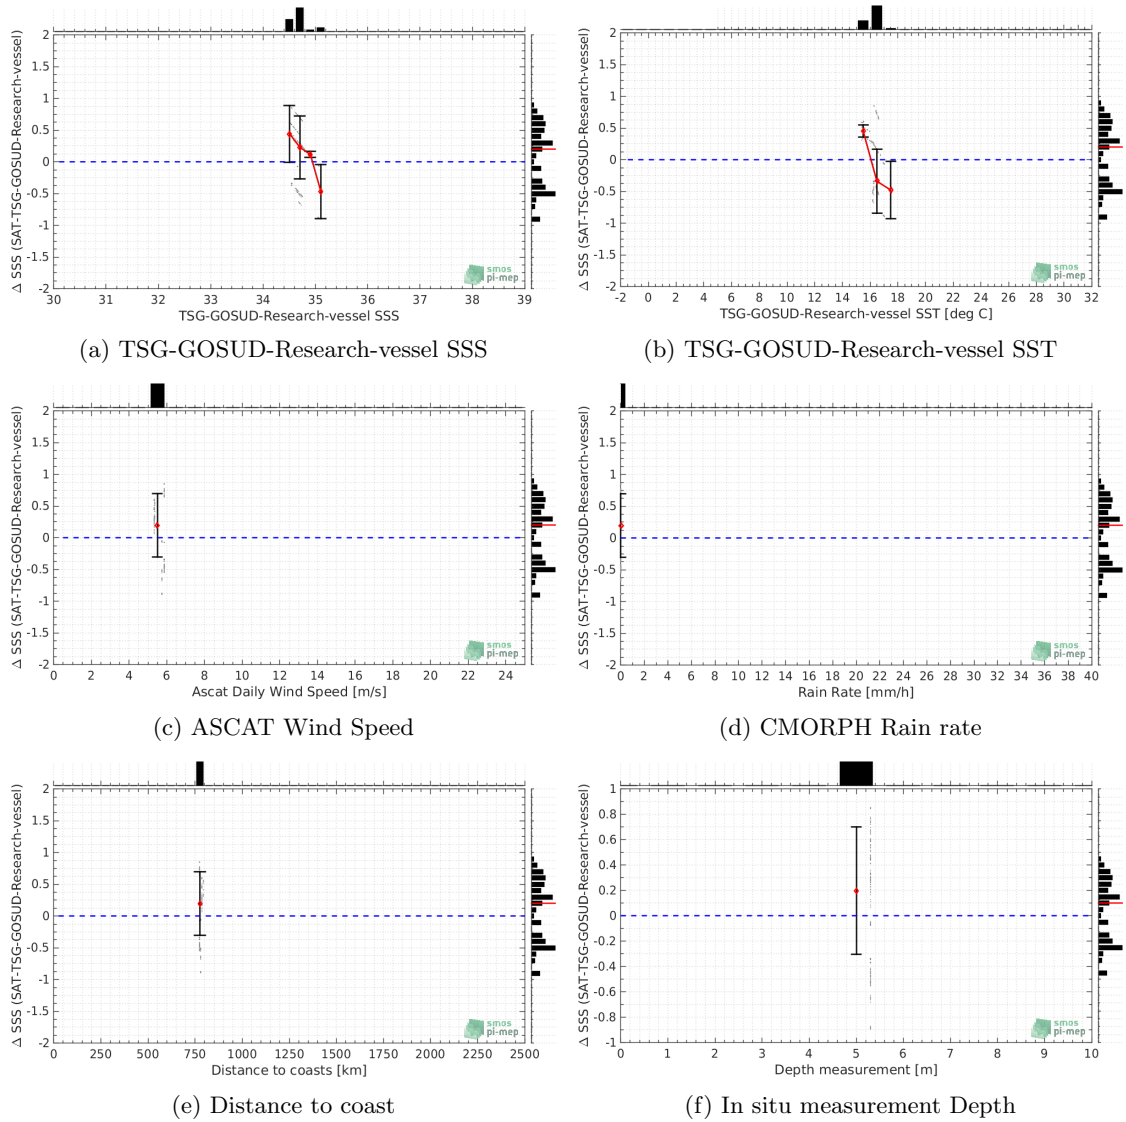 2
1.5
1
0.5
0
-0.5
-1
-1.5
-2
Δ SSS (SAT-TSG-GOSUD-Research-vessel)
30 31 32 33 34 35 36 37 38 39
TSG-GOSUD-Research-vessel SSS
smos
pi-mep
(a) TSG-GOSUD-Research-vessel SSS
2
1.5
1
0.5
0
-0.5
-1
-1.5
-2
Δ SSS (SAT-TSG-GOSUD-Research-vessel)
-2 0 2 4 6 8 10 12 14 16 18 20 22 24 26 28 30 32
TSG-GOSUD-Research-vessel SST [deg C]
smos
pi-mep
(b) TSG-GOSUD-Research-vessel SST
2
1.5
1
0.5
0
-0.5
-1
-1.5
-2
Δ SSS (SAT-TSG-GOSUD-Research-vessel)
0 2 4 6 8 10 12 14 16 18 20 22 24
Ascat Daily Wind Speed [m/s]
smos
pi-mep
(c) ASCAT Wind Speed
2
1.5
1
0.5
0
-0.5
-1
-1.5
-2
Δ SSS (SAT-TSG-GOSUD-Research-vessel)
0 2 4 6 8 10 12 14 16 18 20 22 24 26 28 30 32 34 36 38 40
Rain Rate [mm/h]
smos
pi-mep
(d) CMORPH Rain rate
2
1.5
1
0.5
0
-0.5
-1
-1.5
-2
Δ SSS (SAT-TSG-GOSUD-Research-vessel)
0 250 500 750 1000 1250 1500 1750 2000 2250 2500
Distance to coasts [km]
smos
pi-mep
(e) Distance to coast
1
0.8
0.6
0.4
0.2
0
-0.2
-0.4
-0.6
-0.8
-1
Δ SSS (SAT-TSG-GOSUD-Research-vessel)
0 1 2 3 4 5 6 7 8 9 10
Depth measurement [m]
smos
pi-mep
(f) In situ measurement Depth